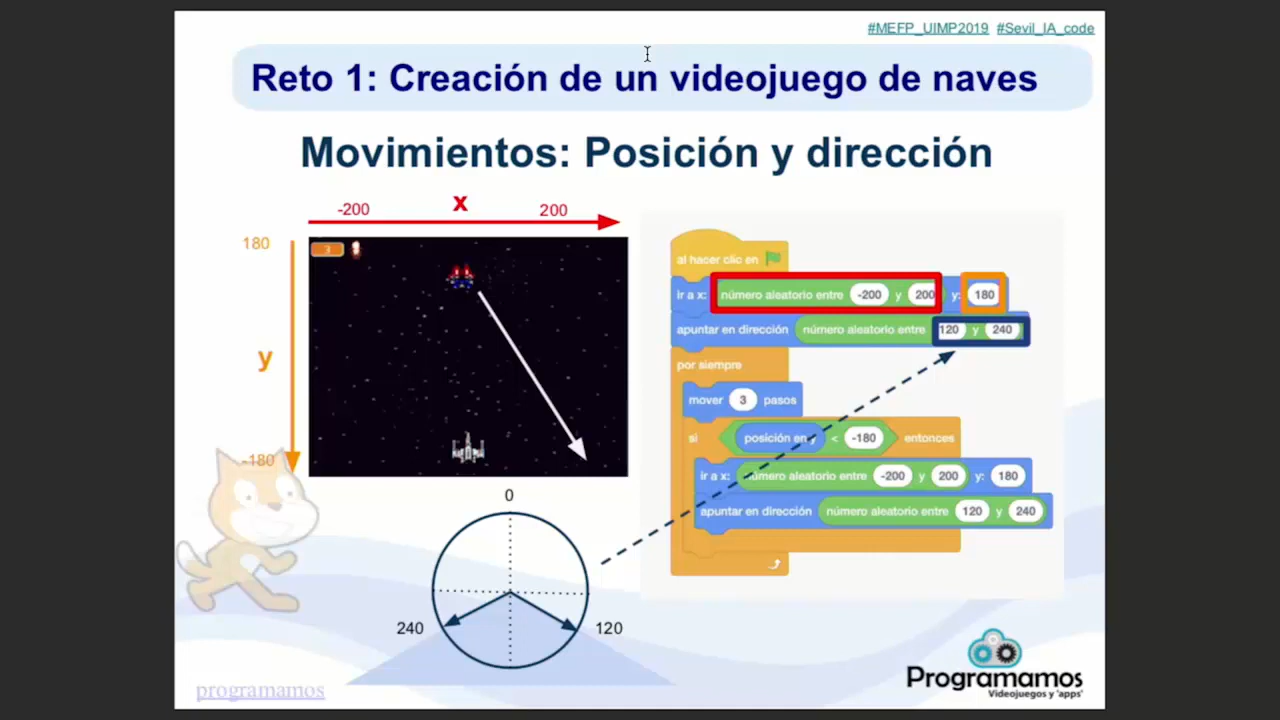 #MEFP_UIMP2019 #Sevil_IA_code
Reto 1: Creación de un videojuego de naves
Movimientos: Posición y dirección
-200 x 200
180
3
y
-180
al hacer clic en
ir a x: número aleatorio entre -200 y 200 y: 180
apuntar en dirección número aleatorio entre 120 y 240
por siempre
mover 3 pasos
si posición en y < -180 entonces
ir a x: número aleatorio entre -200 y 200 y: 180
apuntar en dirección número aleatorio entre 120 y 240
0
240 120
programamos
Programamos
Videojuegos y 'apps'